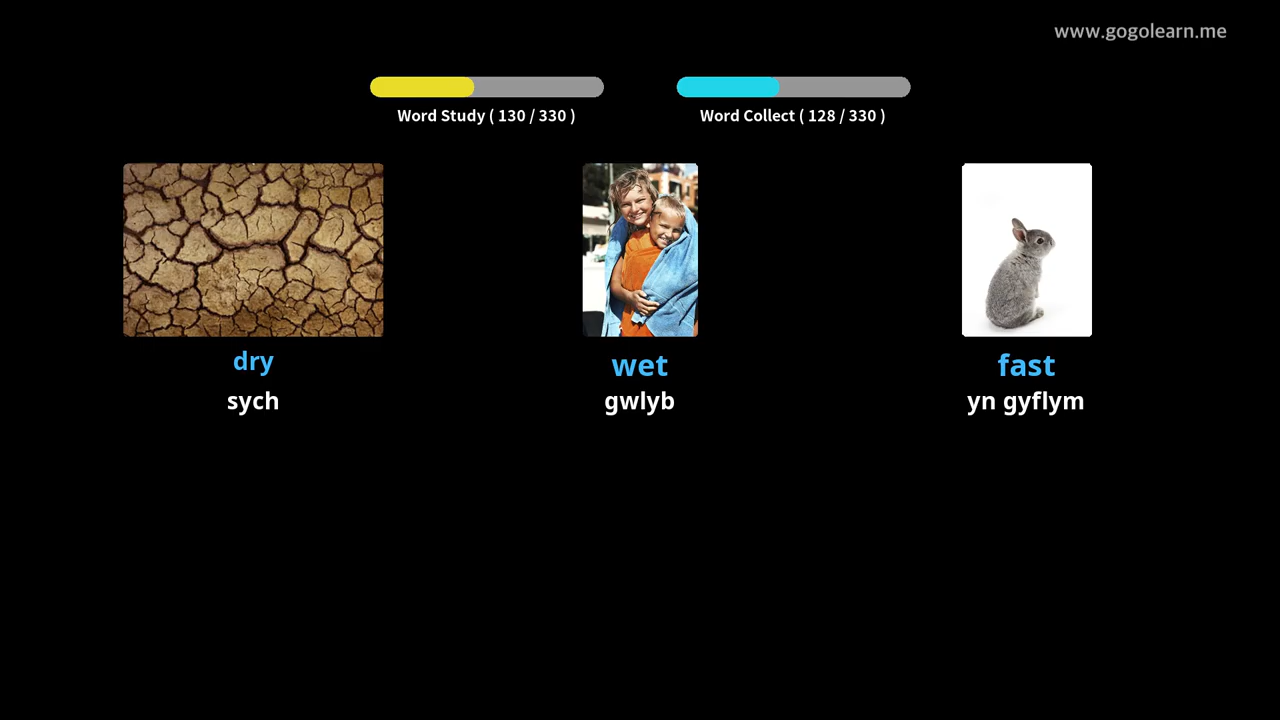 www.gogolearn.me
Word Study ( 130 / 330 )
Word Collect ( 128 / 330 )
dry
sych
wet
gwlyb
fast
yn gyflym